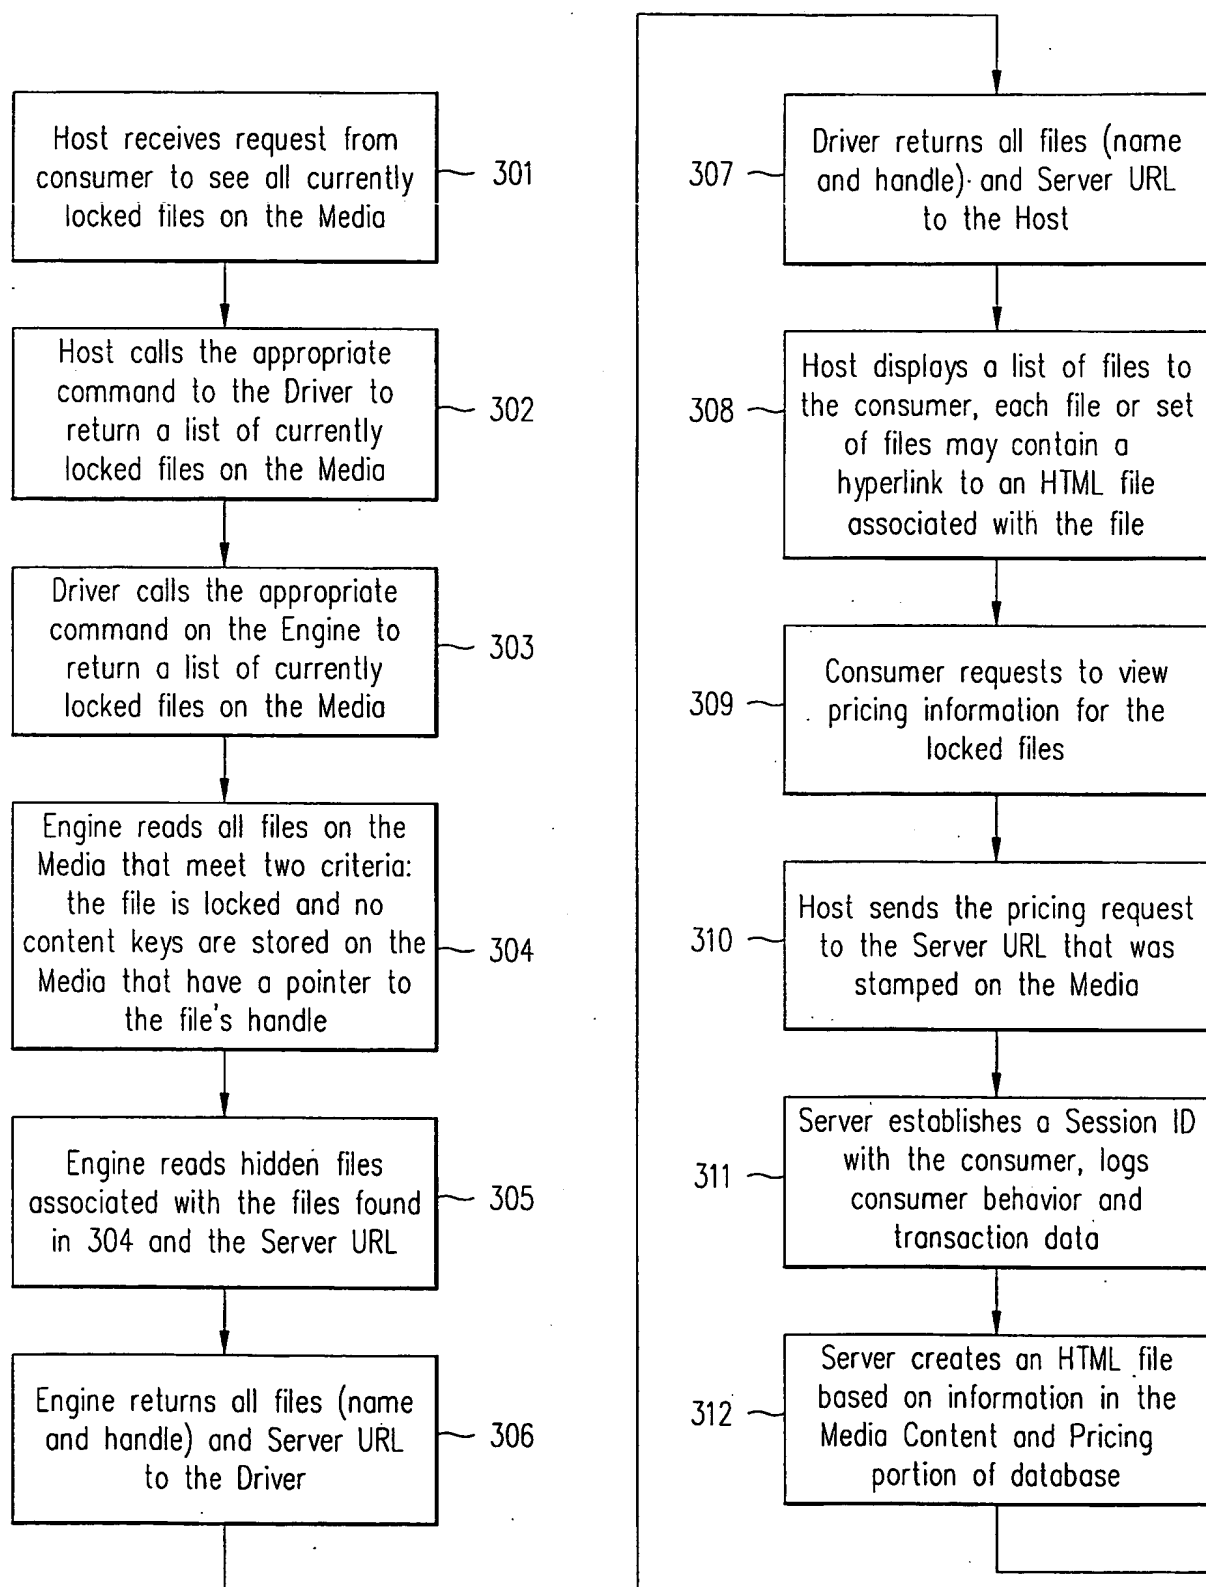 Host receives request from
consumer to see all currently
locked files on the Media
301
Host calls the appropriate
command to the Driver to
return a list of currently
locked files on the Media
302
Driver calls the appropriate
command on the Engine to
return a list of currently
locked files on the Media
303
Engine reads all files on the
Media that meet two criteria:
the file is locked and no
content keys are stored on the
Media that have a pointer to
the file's handle
304
Engine reads hidden files
associated with the files found
in 304 and the Server URL
305
Engine returns all files (name
and handle) and Server URL
to the Driver
306
Driver returns all files (name
and handle) and Server URL
to the Host
307
Host displays a list of files to
the consumer, each file or set
of files may contain a
hyperlink to an HTML file
associated with the file
308
Consumer requests to view
pricing information for the
locked files
309
Host sends the pricing request
to the Server URL that was
stamped on the Media
310
Server establishes a Session ID
with the consumer, logs
consumer behavior and
transaction data
311
Server creates an HTML file
based on information in the
Media Content and Pricing
portion of database
312